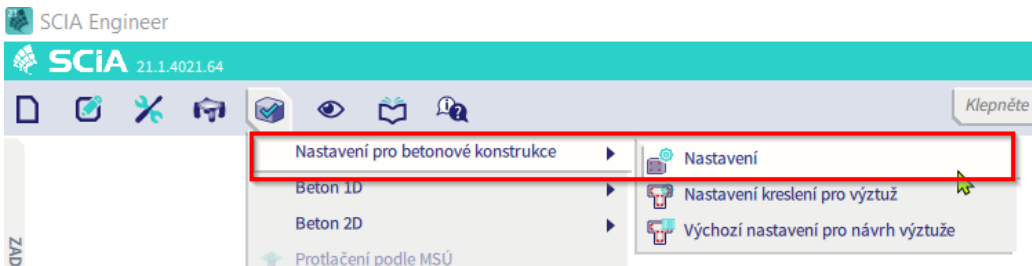 SCIA Engineer
SCiA 21.1.4021.64
Klepněte
Nastavení pro betonové konstrukce
Nastavení
Beton 1D
Nastavení kreslení pro výztuž
Beton 2D
Výchozí nastavení pro návrh výztuže
Protlačení podle MSÚ
ZAD